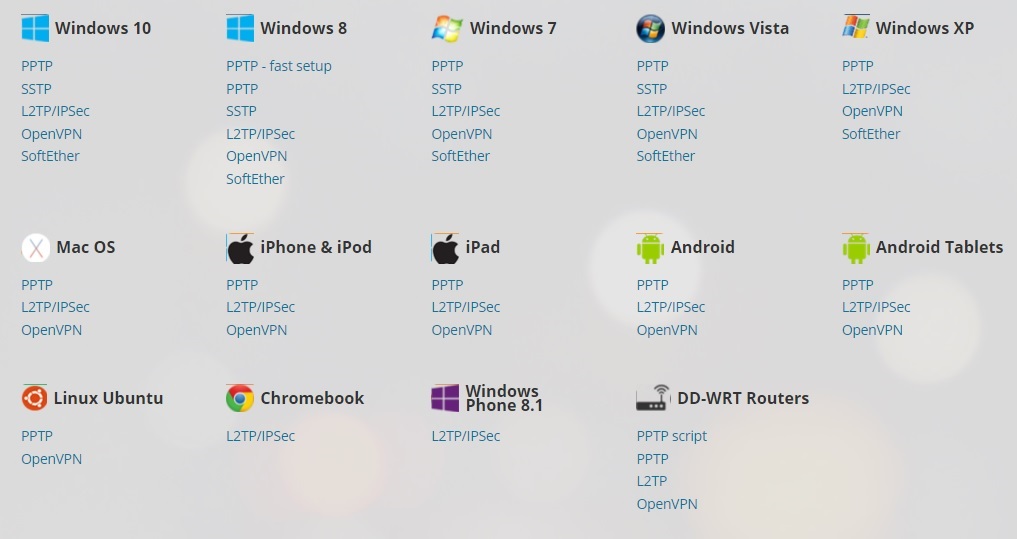 Windows 10
PPTP
SSTP
L2TP/IPSec
OpenVPN
SoftEther
Windows 8
PPTP - fast setup
PPTP
SSTP
L2TP/IPSec
OpenVPN
SoftEther
Windows 7
PPTP
SSTP
L2TP/IPSec
OpenVPN
SoftEther
Windows Vista
PPTP
SSTP
L2TP/IPSec
OpenVPN
SoftEther
Windows XP
PPTP
L2TP/IPSec
OpenVPN
SoftEther
Mac OS
PPTP
L2TP/IPSec
OpenVPN
iPhone & iPod
PPTP
L2TP/IPSec
OpenVPN
iPad
PPTP
L2TP/IPSec
OpenVPN
Android
PPTP
L2TP/IPSec
OpenVPN
Android Tablets
PPTP
L2TP/IPSec
OpenVPN
Linux Ubuntu
PPTP
OpenVPN
Chromebook
L2TP/IPSec
Windows
Phone 8.1
L2TP/IPSec
DD-WRT Routers
PPTP script
PPTP
L2TP
OpenVPN